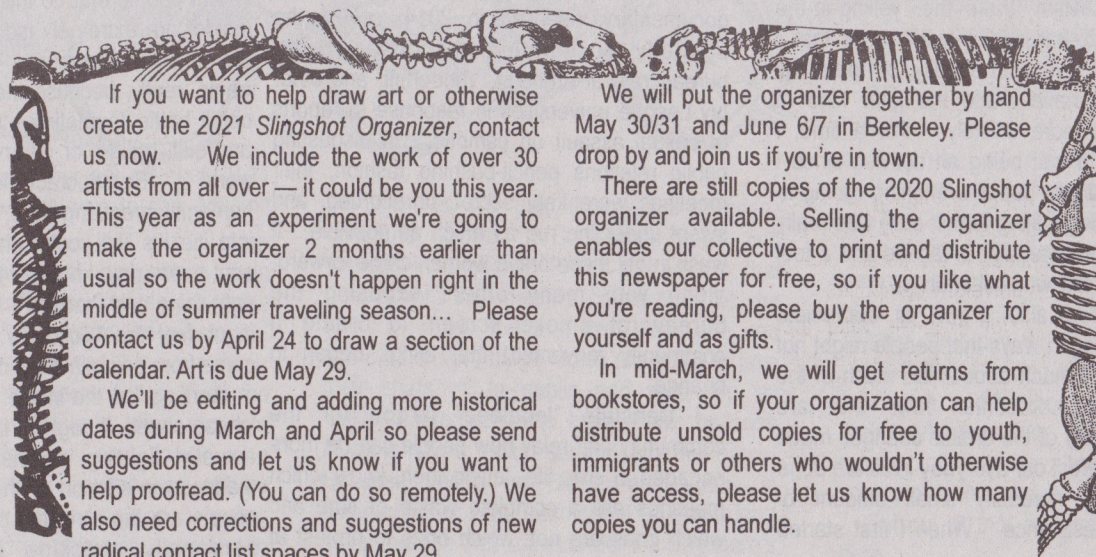 If you want to help draw art or otherwise
create the 2021 Slingshot Organizer, contact
us now. We include the work of over 30
artists from all over — it could be you this year.
This year as an experiment we're going to
make the organizer 2 months earlier than
usual so the work doesn't happen right in the
middle of summer traveling season... Please
contact us by April 24 to draw a section of the
calendar. Art is due May 29.
We'll be editing and adding more historical
dates during March and April so please send
suggestions and let us know if you want to
help proofread. (You can do so remotely.) We
also need corrections and suggestions of new
radical contact list spaces by May 29.
We will put the organizer together by hand
May 30/31 and June 6/7 in Berkeley. Please
drop by and join us if you're in town.
There are still copies of the 2020 Slingshot
organizer available. Selling the organizer
enables our collective to print and distribute
this newspaper for free, so if you like what
you're reading, please buy the organizer for
yourself and as gifts.
In mid-March, we will get returns from
bookstores, so if your organization can help
distribute unsold copies for free to youth,
immigrants or others who wouldn't otherwise
have access, please let us know how many
copies you can handle.